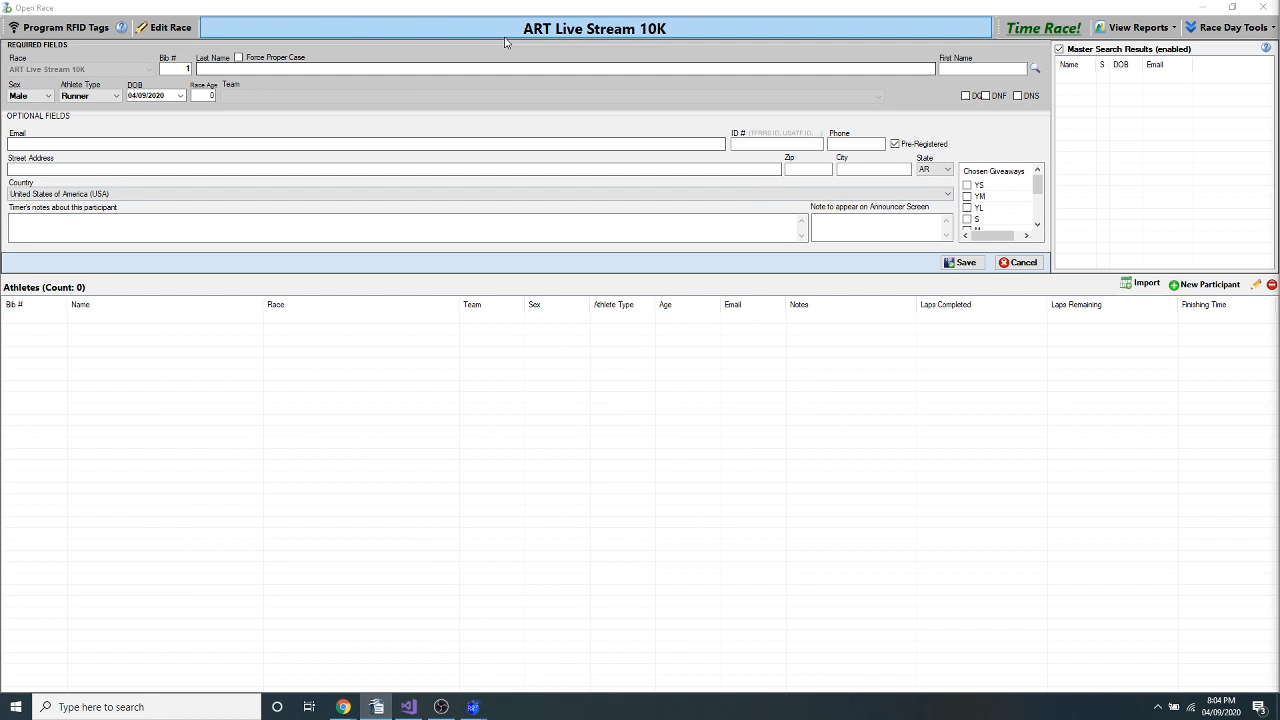 Open Race
Program RFID Tags Edit Race ART Live Stream 10K Time Race! View Reports Race Day Tools
REQUIRED FIELDS
Race Bib # Last Name Force Proper Case First Name
ART Live Stream 10K 1
Sex Athlete Type DOB Race Age Team
Male Runner 04/09/2020 0 DQ DNF DNS
OPTIONAL FIELDS
Email ID # (TFRRS ID, USATF ID, ...) Phone
Pre-Registered
Street Address Zip City State
AR
Country
United States of America (USA)
Timer's notes about this participant Note to appear on Announcer Screen
Chosen Giveaways
YS
YM
YL
S
Save Cancel
Master Search Results (enabled)
Name S DOB Email
Athletes (Count: 0) Import New Participant
Bib # Name Race Team Sex Athlete Type Age Email Notes Laps Completed Laps Remaining Finishing Time
Type here to search
8:04 PM
04/09/2020
3